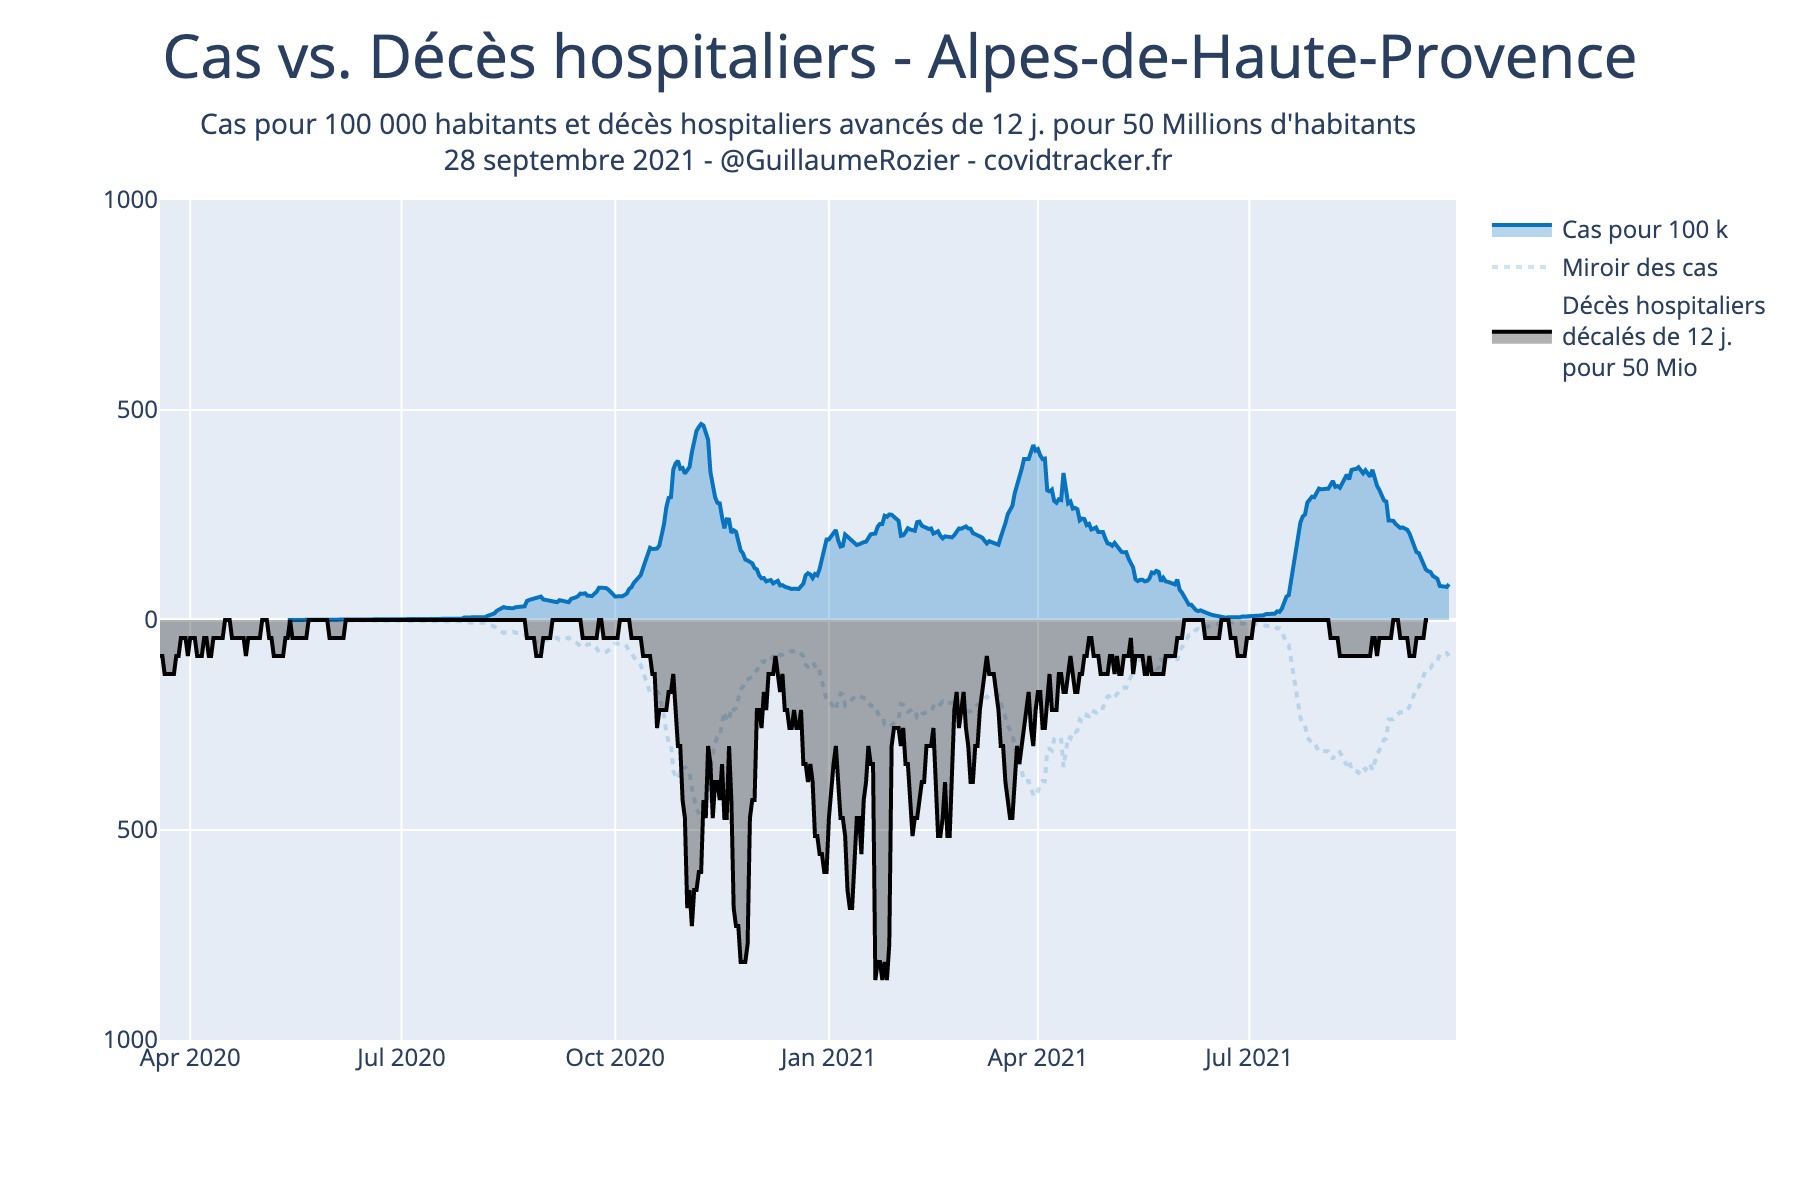 Cas vs. Décès hospitaliers - Alpes-de-Haute-Provence
Cas pour 100 000 habitants et décès hospitaliers avancés de 12 j. pour 50 Millions d'habitants
28 septembre 2021 - @GuillaumeRozier - covidtracker.fr
1000
500
0
500
1000
Apr 2020
Jul 2020
Oct 2020
Jan 2021
Apr 2021
Jul 2021
Cas pour 100 k
Miroir des cas
Décès hospitaliers
décalés de 12 j.
pour 50 Mio